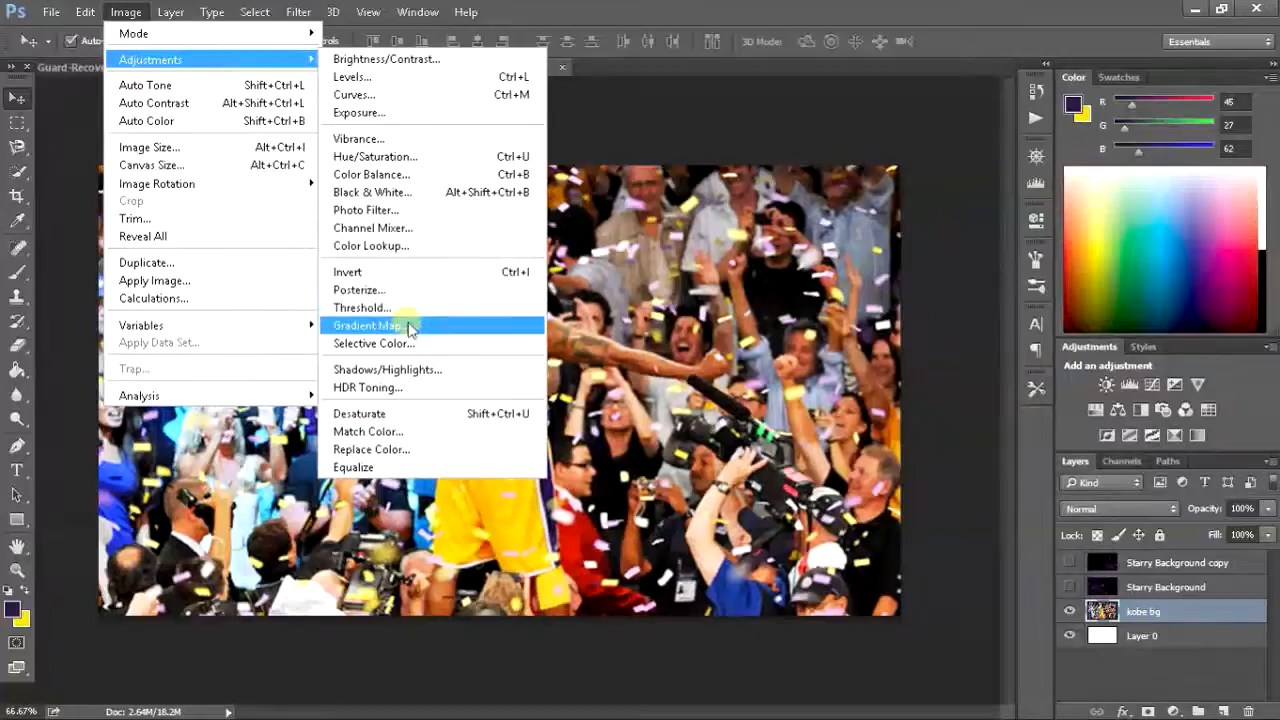 Ps File Edit Image Layer Type Select Filter 3D View Window Help
Mode
Adjustments
Auto Tone Shift+Ctrl+L
Auto Contrast Alt+Shift+Ctrl+L
Auto Color Shift+Ctrl+B
Image Size... Alt+Ctrl+I
Canvas Size... Alt+Ctrl+C
Image Rotation
Crop
Trim...
Reveal All
Duplicate...
Apply Image...
Calculations...
Variables
Apply Data Set...
Trap...
Analysis
Brightness/Contrast...
Levels... Ctrl+L
Curves... Ctrl+M
Exposure...
Vibrance...
Hue/Saturation... Ctrl+U
Color Balance... Ctrl+B
Black & White... Alt+Shift+Ctrl+B
Photo Filter...
Channel Mixer...
Color Lookup...
Invert Ctrl+I
Posterize...
Threshold...
Gradient Map...
Selective Color...
Shadows/Highlights...
HDR Toning...
Desaturate Shift+Ctrl+U
Match Color...
Replace Color...
Equalize
3D Mode:
Essentials
Color Swatches
R 45
G 27
B 62
Adjustments Styles
Add an adjustment
Layers Channels Paths
Kind
Normal Opacity: 100%
Lock: Fill: 100%
Starry Background copy
Starry Background
kobe bg
Layer 0
66.67% Doc: 2.64M/18.2M